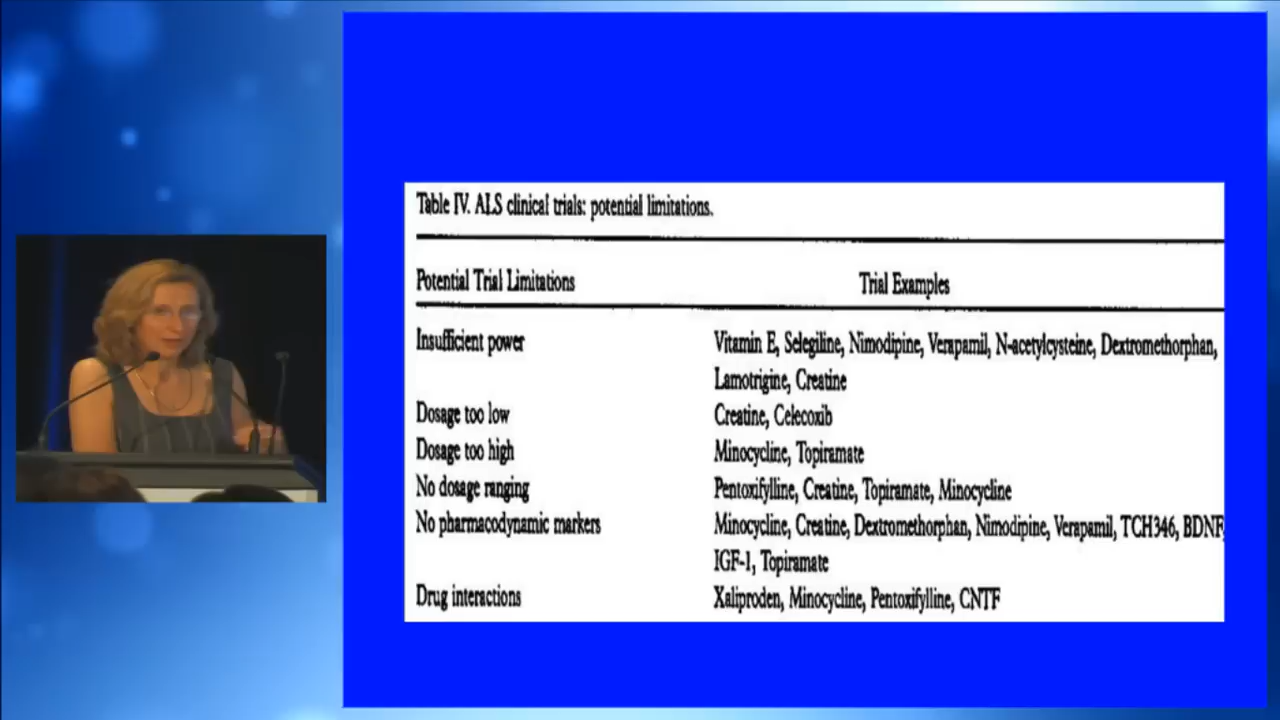 Table IV. ALS clinical trials: potential limitations.
Potential Trial Limitations Trial Examples
Insufficient power Vitamin E, Selegiline, Nimodipine, Verapamil, N-acetylcysteine, Dextromethorphan,
Lamotrigine, Creatine
Dosage too low Creatine, Celecoxib
Dosage too high Minocycline, Topiramate
No dosage ranging Pentoxifylline, Creatine, Topiramate, Minocycline
No pharmacodynamic markers Minocycline, Creatine, Dextromethorphan, Nimodipine, Verapamil, TCH346, BDNF,
IGF-I, Topiramate
Drug interactions Xaliproden, Minocycline, Pentoxifylline, CNTF